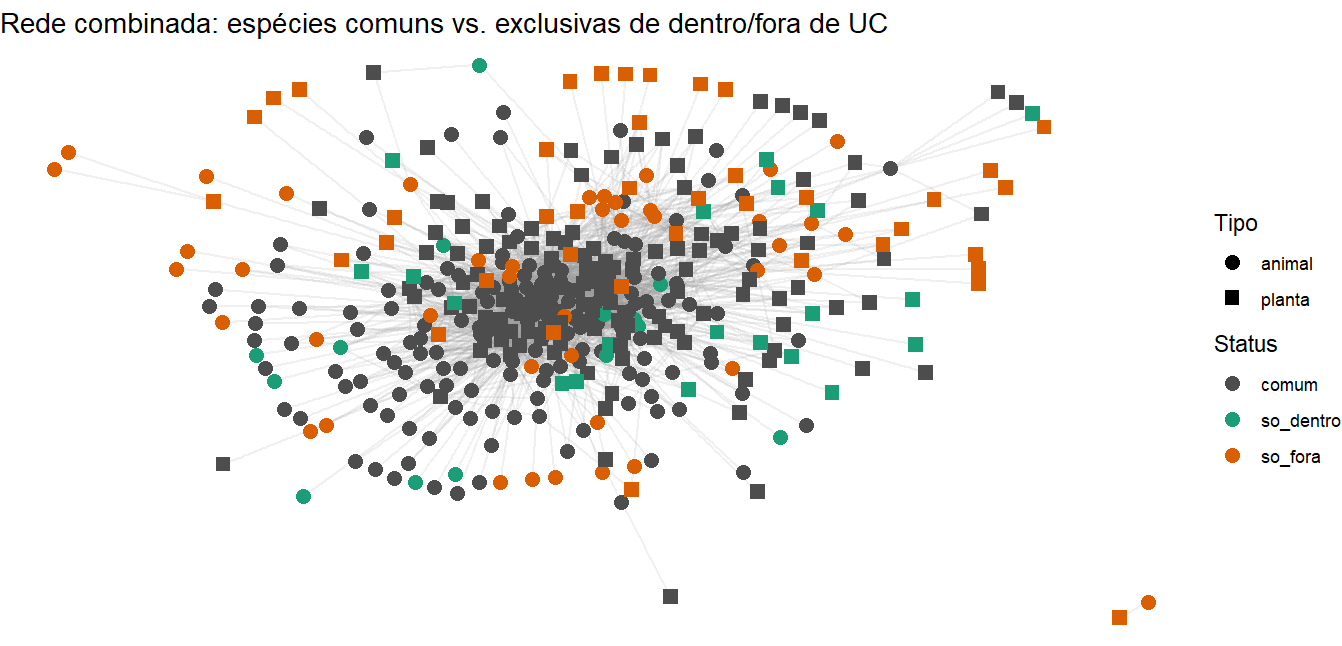 Rede combinada: espécies comuns vs. exclusivas de dentro/fora de UC
Tipo
animal
planta
Status
comum
so_dentro
so_fora